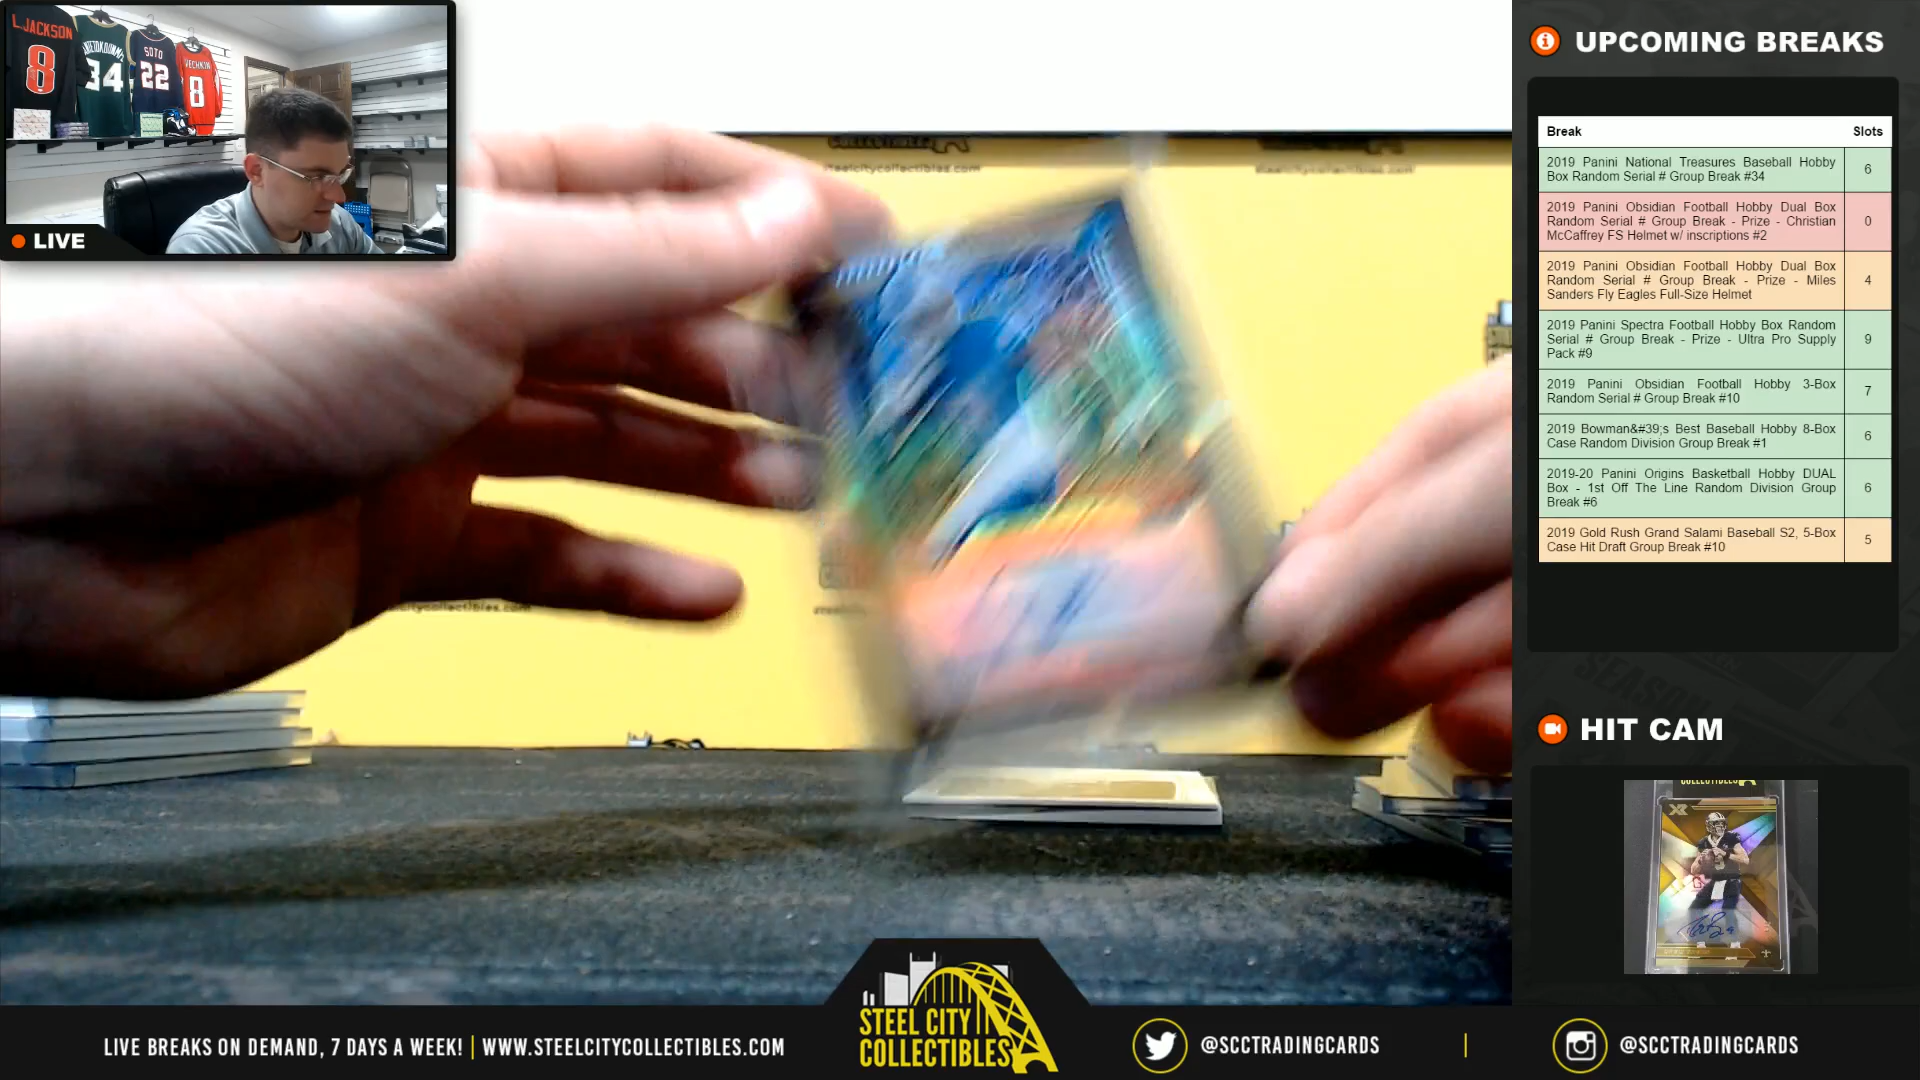 L.JACKSON
8
34
SOTO
22
8
LIVE
steelcitycollectibles.com
steelcitycollectibles.com
UPCOMING BREAKS
Break Slots
2019 Panini National Treasures Baseball Hobby
Box Random Serial # Group Break #34
6
2019 Panini Obsidian Football Hobby Dual Box
Random Serial # Group Break - Prize - Christian
McCaffrey FS Helmet w/ inscriptions #2
0
2019 Panini Obsidian Football Hobby Dual Box
Random Serial # Group Break - Prize - Miles
Sanders Fly Eagles Full-Size Helmet
4
2019 Panini Spectra Football Hobby Box Random
Serial # Group Break - Prize - Ultra Pro Supply
Pack #9
9
2019 Panini Obsidian Football Hobby 3-Box
Random Serial # Group Break #10
7
2019 Bowman&#39;s Best Baseball Hobby 8-Box
Case Random Division Group Break #1
6
2019-20 Panini Origins Basketball Hobby DUAL
Box - 1st Off The Line Random Division Group
Break #6
6
2019 Gold Rush Grand Salami Baseball S2, 5-Box
Case Hit Draft Group Break #10
5
HIT CAM
XR
LIVE BREAKS ON DEMAND, 7 DAYS A WEEK! | WWW.STEELCITYCOLLECTIBLES.COM
STEEL CITY
COLLECTIBLES
@SCCTRADINGCARDS
|
@SCCTRADINGCARDS